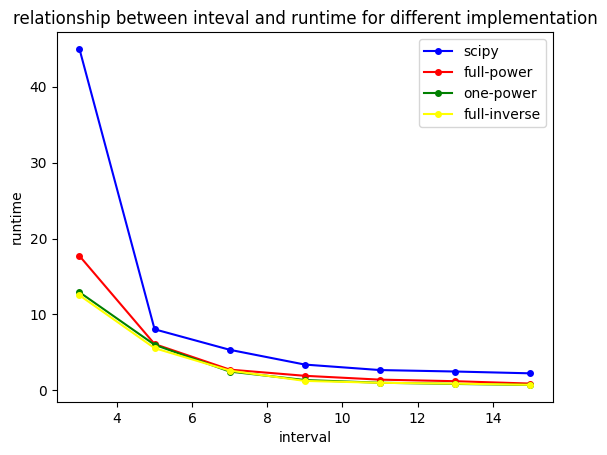 relationship between inteval and runtime for different implementation
scipy
full-power
one-power
full-inverse
40
30
20
10
0
runtime
4 6 8 10 12 14
interval